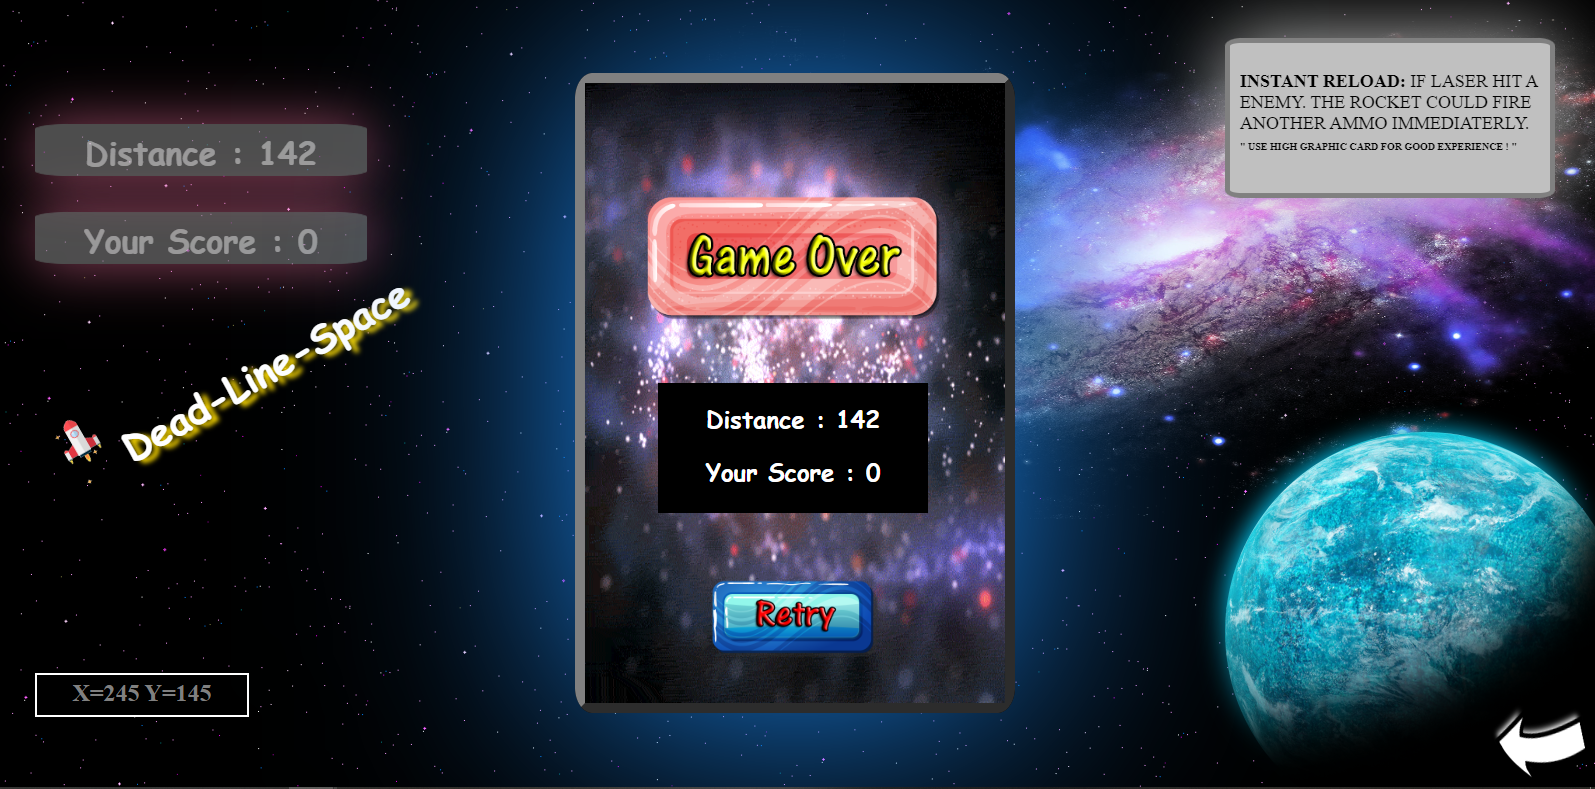 Distance : 142
Your Score : 0
Dead-Line-Space
X=245 Y=145
Game Over
Distance : 142
Your Score : 0
Retry
INSTANT RELOAD: IF LASER HIT A
ENEMY. THE ROCKET COULD FIRE
ANOTHER AMMO IMMEDIATERLY.
" USE HIGH GRAPHIC CARD FOR GOOD EXPERIENCE ! "